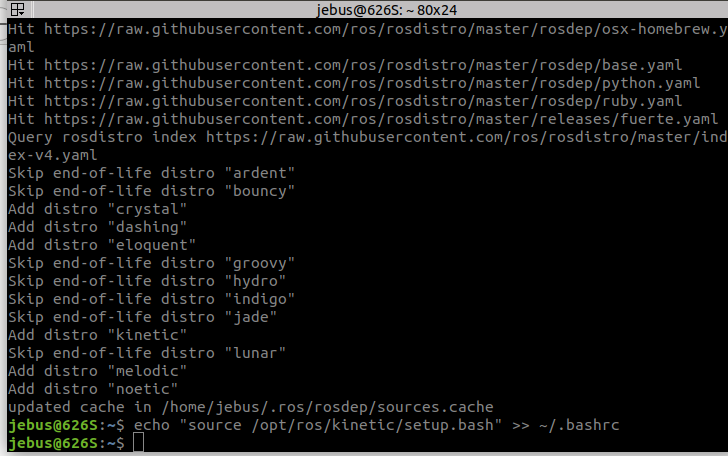 jebus@626S: ~ 80x24
Hit https://raw.githubusercontent.com/ros/rosdistro/master/rosdep/osx-homebrew.y
aml
Hit https://raw.githubusercontent.com/ros/rosdistro/master/rosdep/base.yaml
Hit https://raw.githubusercontent.com/ros/rosdistro/master/rosdep/python.yaml
Hit https://raw.githubusercontent.com/ros/rosdistro/master/rosdep/ruby.yaml
Hit https://raw.githubusercontent.com/ros/rosdistro/master/releases/fuerte.yaml
Query rosdistro index https://raw.githubusercontent.com/ros/rosdistro/master/ind
ex-v4.yaml
Skip end-of-life distro "ardent"
Skip end-of-life distro "bouncy"
Add distro "crystal"
Add distro "dashing"
Add distro "eloquent"
Skip end-of-life distro "groovy"
Skip end-of-life distro "hydro"
Skip end-of-life distro "indigo"
Skip end-of-life distro "jade"
Add distro "kinetic"
Skip end-of-life distro "lunar"
Add distro "melodic"
Add distro "noetic"
updated cache in /home/jebus/.ros/rosdep/sources.cache
jebus@626S:~$ echo "source /opt/ros/kinetic/setup.bash" >> ~/.bashrc
jebus@626S:~$